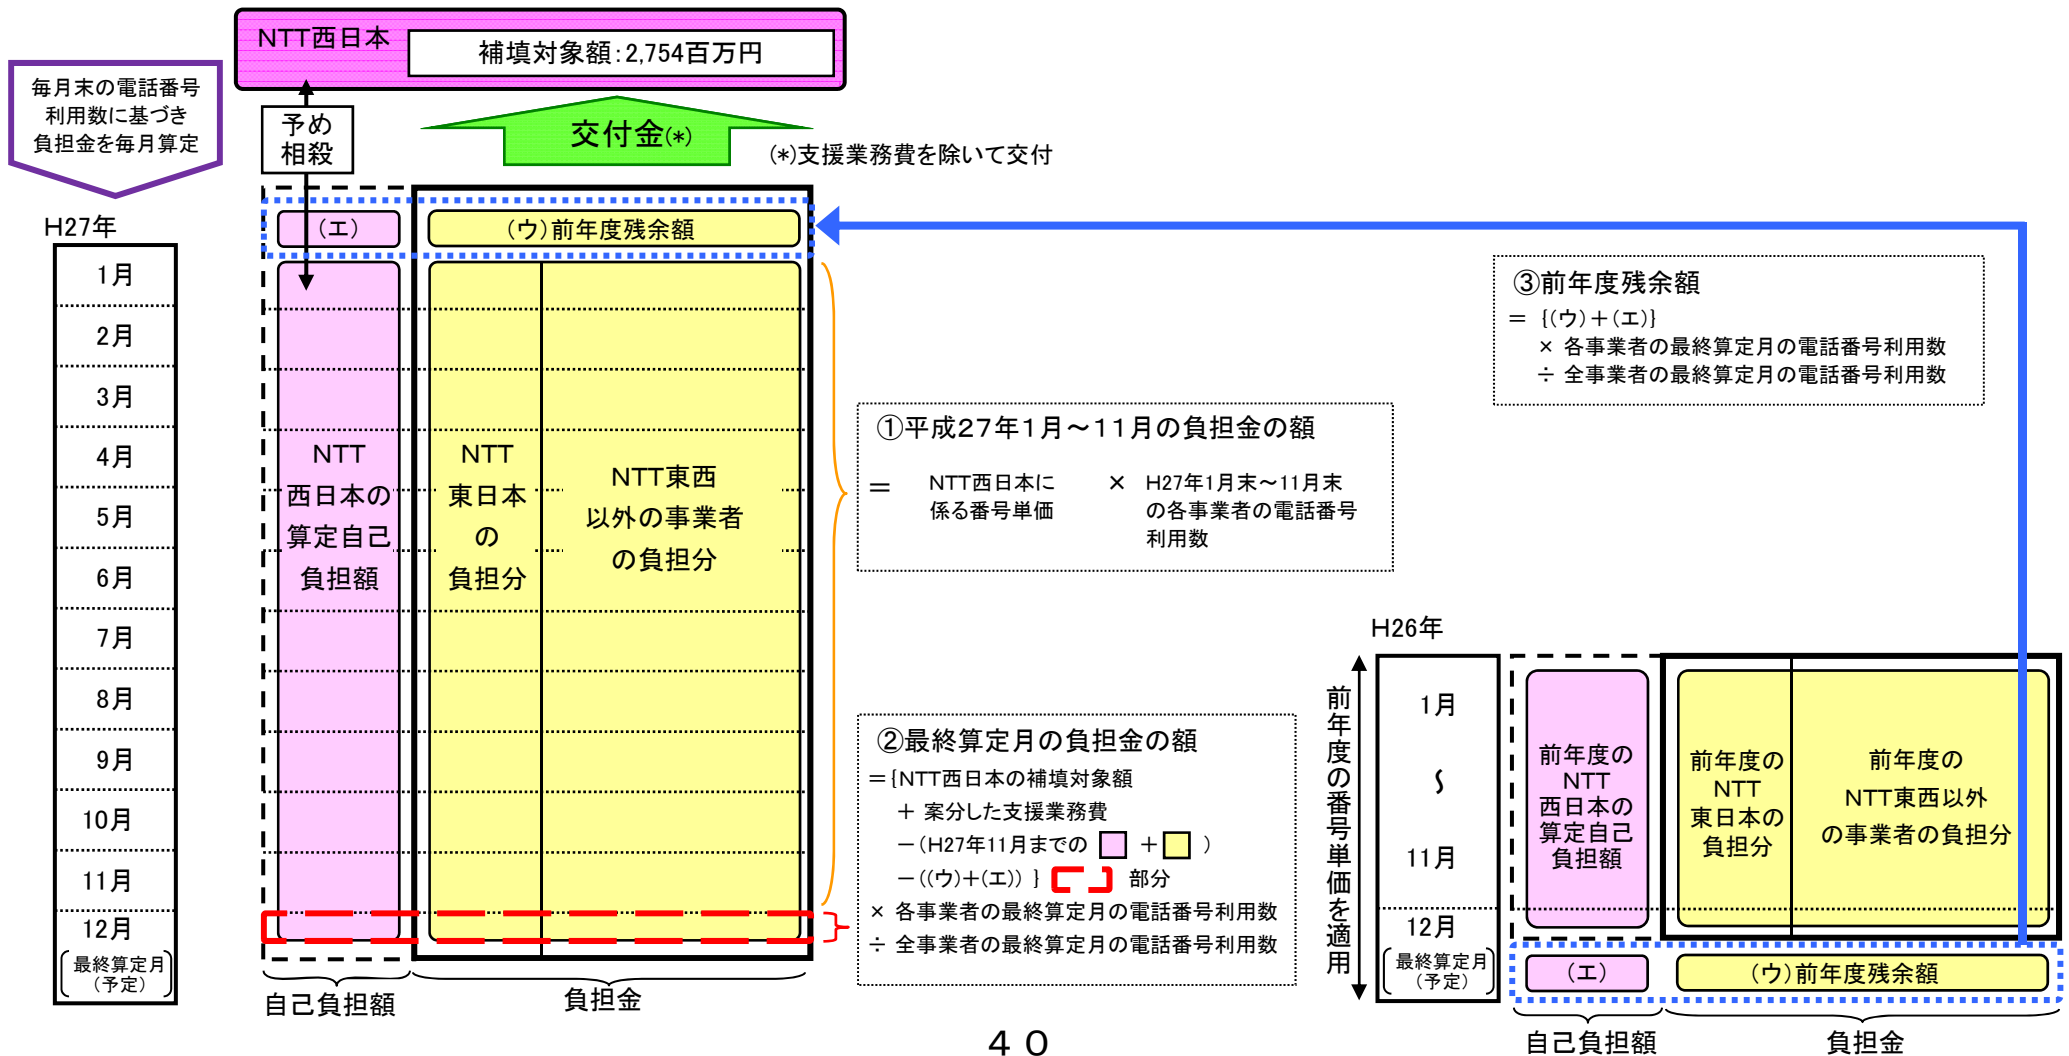 NTT西日本
補填対象額：2,754百万円
毎月末の電話番号
利用数に基づき
負担金を毎月算定
予め
相殺
交付金(*)
(*)支援業務費を除いて交付
H27年
1月
2月
3月
4月
5月
6月
7月
8月
9月
10月
11月
12月
最終算定月
（予定）
（エ）
（ウ）前年度残余額
NTT
西日本の
算定自己
負担額
NTT
東日本
の
負担分
NTT東西
以外の事業者
の負担分
自己負担額
負担金
①平成27年1月～11月の負担金の額
＝ NTT西日本に × H27年1月末～11月末
係る番号単価 の各事業者の電話番号
利用数
②最終算定月の負担金の額
＝{NTT西日本の補填対象額
＋ 案分した支援業務費
－（H27年11月までの ＋ ）
－((ウ)+(エ)) } 部分
× 各事業者の最終算定月の電話番号利用数
÷ 全事業者の最終算定月の電話番号利用数
③前年度残余額
＝ {(ウ)＋(エ)}
× 各事業者の最終算定月の電話番号利用数
÷ 全事業者の最終算定月の電話番号利用数
H26年
前年度の番号単価を適用
1月
～
11月
12月
最終算定月
（予定）
前年度の
NTT
西日本の
算定自己
負担額
前年度の
NTT
東日本の
負担分
前年度の
NTT東西以外
の事業者の負担分
（エ）
（ウ）前年度残余額
自己負担額
負担金
40